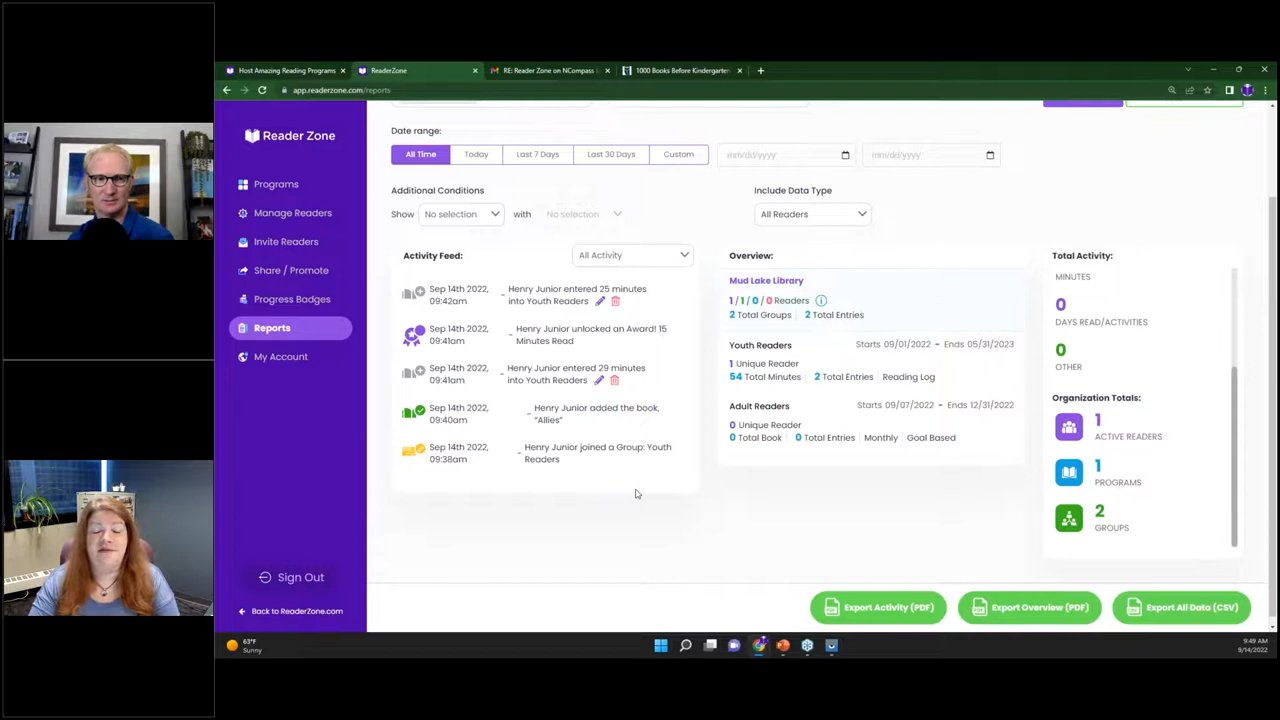 Host Amazing Reading Programs
ReaderZone
RE: Reader Zone on NCompass L
1000 Books Before Kindergarten
app.readerzone.com/reports
Reader Zone
Programs
Manage Readers
Invite Readers
Share / Promote
Progress Badges
Reports
My Account
Sign Out
Back to ReaderZone.com
Date range:
All Time
Today
Last 7 Days
Last 30 Days
Custom
mm/dd/yyyy
mm/dd/yyyy
Additional Conditions
Show No selection with No selection
Include Data Type
All Readers
Activity Feed:
All Activity
Sep 14th 2022, 09:42am
- Henry Junior entered 25 minutes
into Youth Readers
Sep 14th 2022, 09:41am
- Henry Junior unlocked an Award! 15
Minutes Read
Sep 14th 2022, 09:41am
- Henry Junior entered 29 minutes
into Youth Readers
Sep 14th 2022, 09:40am
- Henry Junior added the book,
"Allies"
Sep 14th 2022, 09:38am
- Henry Junior joined a Group: Youth
Readers
Overview:
Mud Lake Library
1 / 1 / 0 / 0 Readers
2 Total Groups 2 Total Entries
Youth Readers Starts 09/01/2022 - Ends 05/31/2023
1 Unique Reader
54 Total Minutes 2 Total Entries Reading Log
Adult Readers Starts 09/07/2022 - Ends 12/31/2022
0 Unique Reader
0 Total Book 0 Total Entries Monthly Goal Based
Total Activity:
MINUTES
0
DAYS READ/ACTIVITIES
0
OTHER
Organization Totals:
1
ACTIVE READERS
1
PROGRAMS
2
GROUPS
Export Activity (PDF)
Export Overview (PDF)
Export All Data (CSV)
63°F
Sunny
9:49 AM
9/14/2022